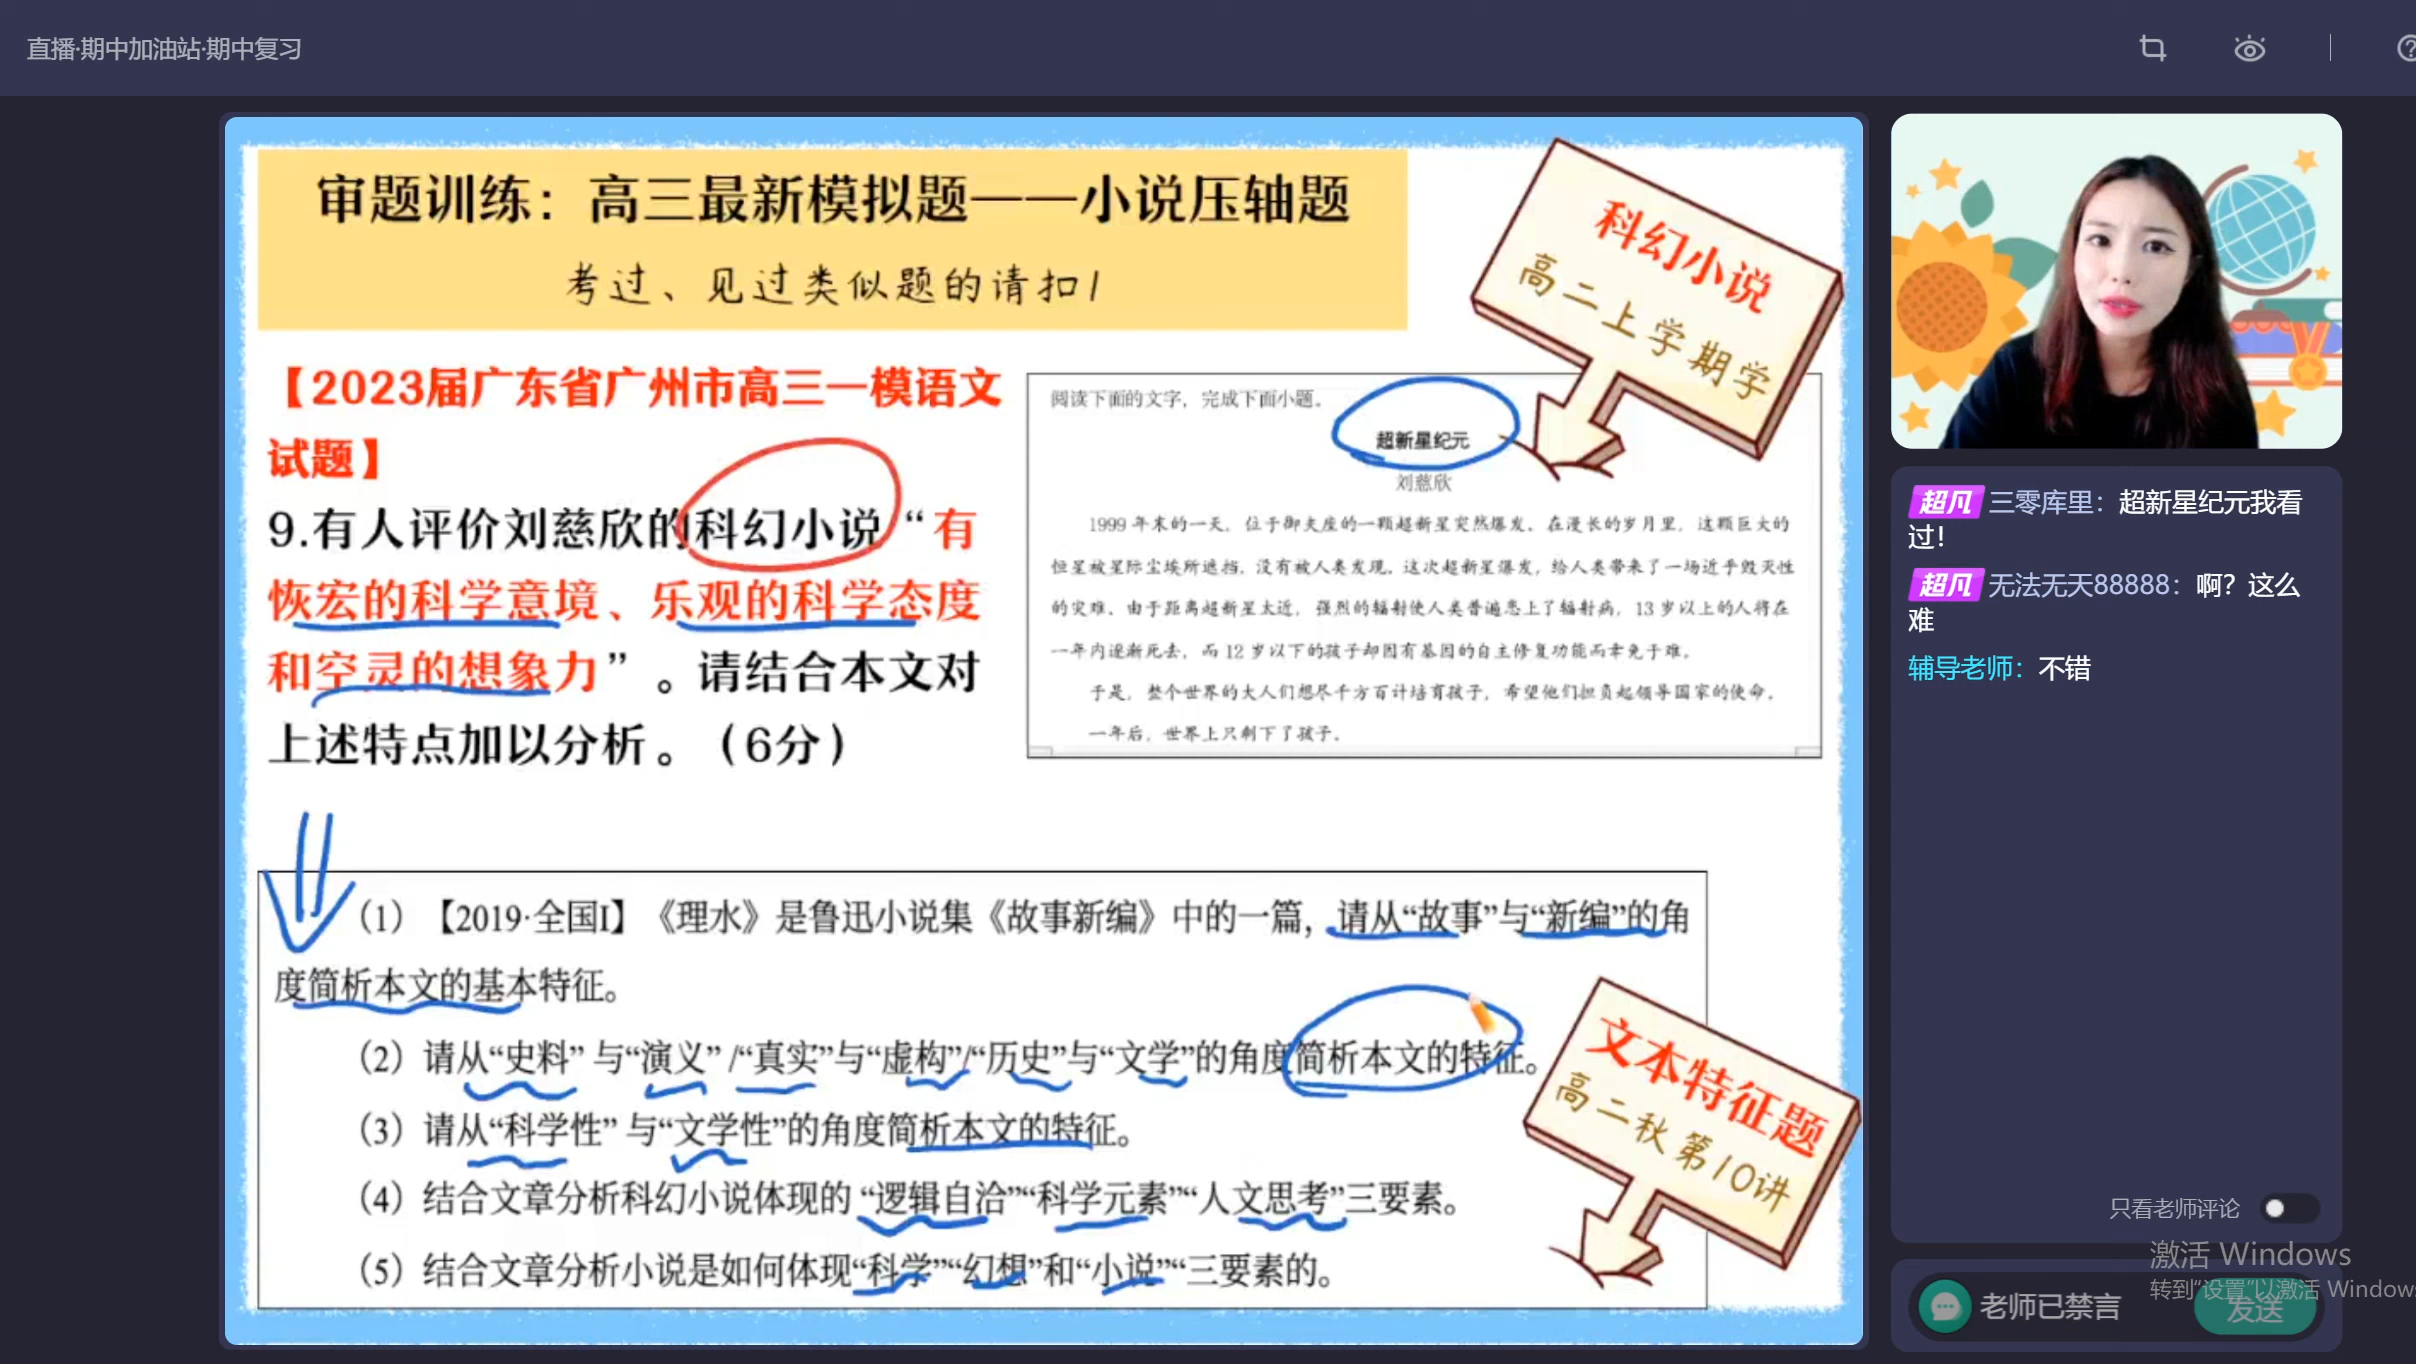 直播·期中加油站·期中复习
审题训练：高三最新模拟题——小说压轴题
考过、见过类似题的请扣1
科幻小说
高二上学期学
【2023届广东省广州市高三一模语文
试题】
9.有人评价刘慈欣的科幻小说“有
恢宏的科学意境、乐观的科学态度
和空灵的想象力”。请结合本文对
上述特点加以分析。（6分）
阅读下面的文字，完成下面小题。
超新星纪元
刘慈欣
1999年末的一天，位于御夫座的一颗超新星突然爆发。在漫长的岁月里，这颗巨大的
恒星被星际尘埃所遮挡，没有被人类发现。这次超新星爆发，给人类带来了一场近乎毁灭性
的灾难。由于距离超新星太近，强烈的辐射使人类普遍患上了辐射病，13岁以上的人将在
一年内逐渐死去，而12岁以下的孩子却因有基因的自主修复功能而幸免于难。
于是，整个世界的大人们想尽千方百计培育孩子，希望他们担负起领导国家的使命。
一年后，世界上只剩下了孩子。
（1）【2019·全国I】《理水》是鲁迅小说集《故事新编》中的一篇，请从“故事”与“新编”的角
度简析本文的基本特征。
（2）请从“史料” 与“演义” /“真实”与“虚构”/“历史”与“文学”的角度简析本文的特征。
（3）请从“科学性” 与“文学性”的角度简析本文的特征。
（4）结合文章分析科幻小说体现的 “逻辑自洽”“科学元素”“人文思考”三要素。
（5）结合文章分析小说是如何体现“科学”“幻想”和“小说”“三要素的。
文本特征题
高二秋第10讲
超凡 三零库里：超新星纪元我看
过！
超凡 无法无天88888：啊？这么
难
辅导老师：不错
只看老师评论
激活 Windows
转到“设置”以激活 Windows
老师已禁言
发送